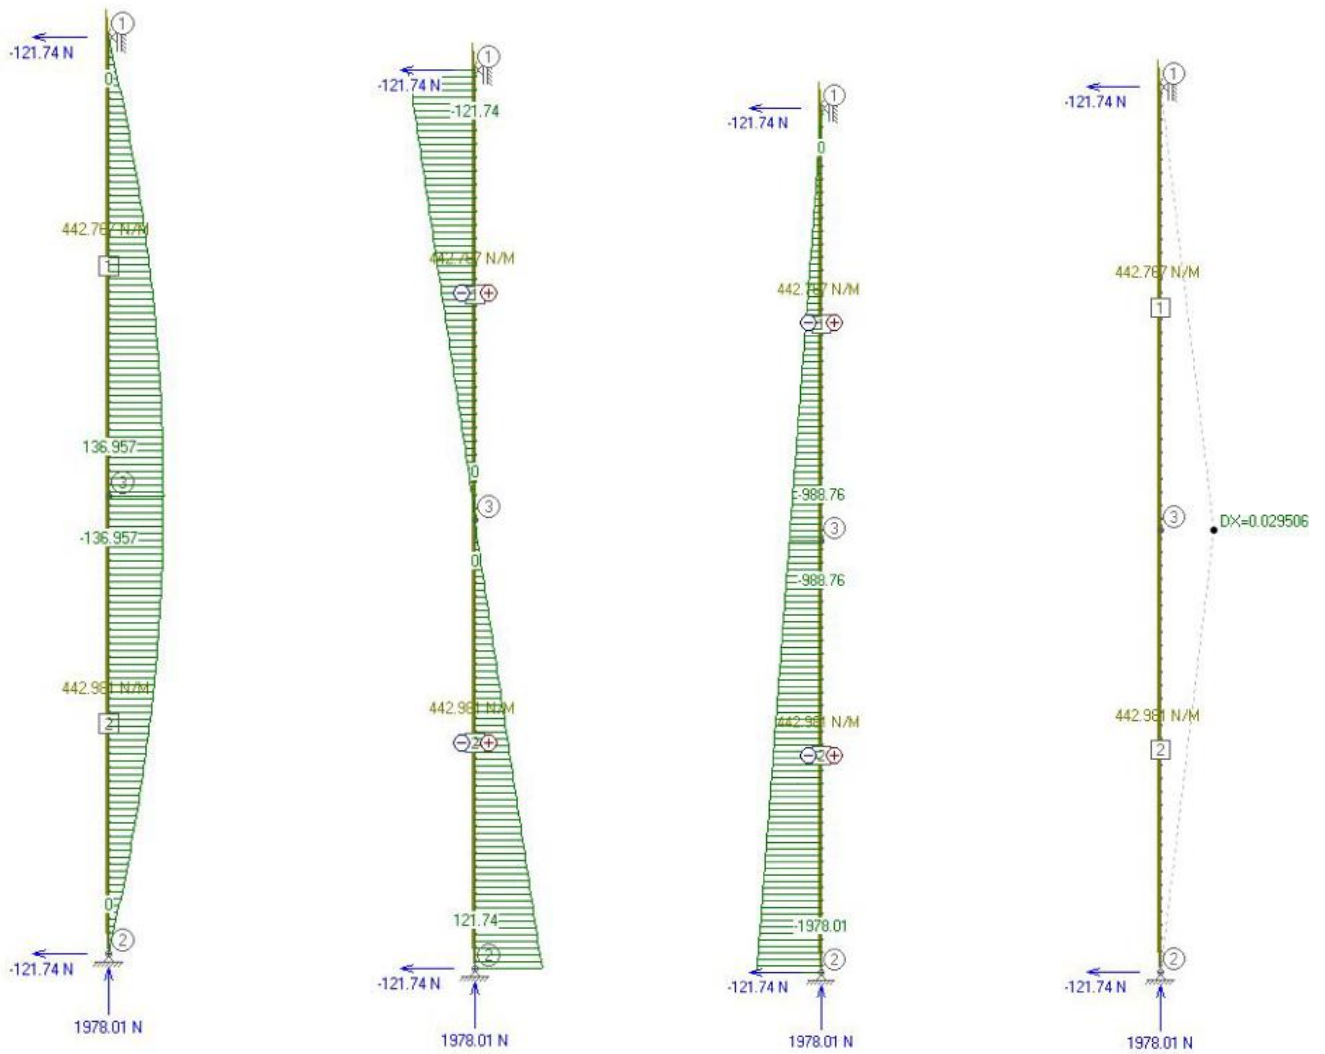 1
-121.74 N
0
442.767 N/M
1
136.957
3
-136.957
442.981 N/M
2
0
2
-121.74 N
1978.01 N
1
-121.74 N
-121.74
442.767 N/M
- +
0
3
0
442.981 N/M
- 2 +
121.74
2
-121.74 N
1978.01 N
1
-121.74 N
0
442.767 N/M
- +
-988.76
3
-988.76
442.981 N/M
- 2 +
-1978.01
2
-121.74 N
1978.01 N
1
-121.74 N
442.767 N/M
1
3
DX=0.029506
442.981 N/M
2
2
-121.74 N
1978.01 N